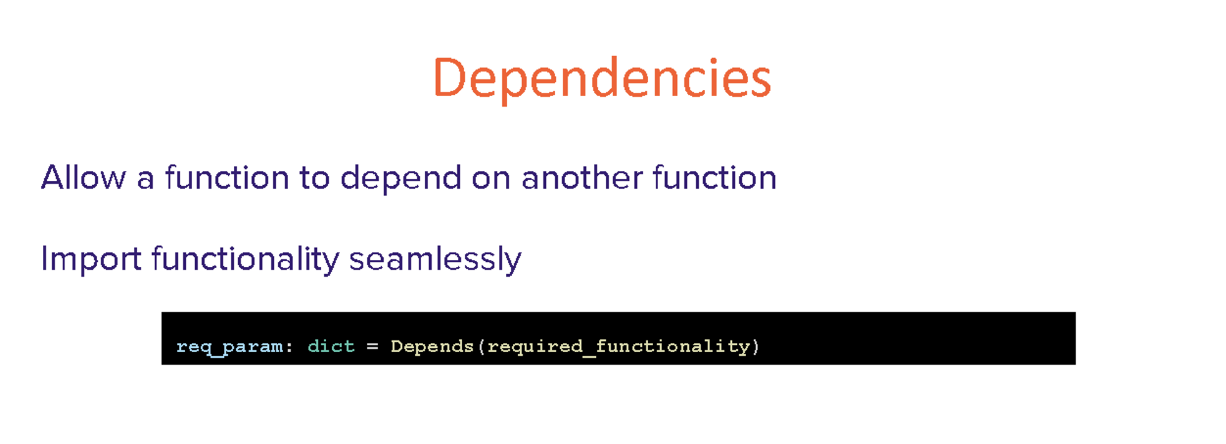 Dependencies
Allow a function to depend on another function
Import functionality seamlessly
req_param: dict = Depends(required_functionality)